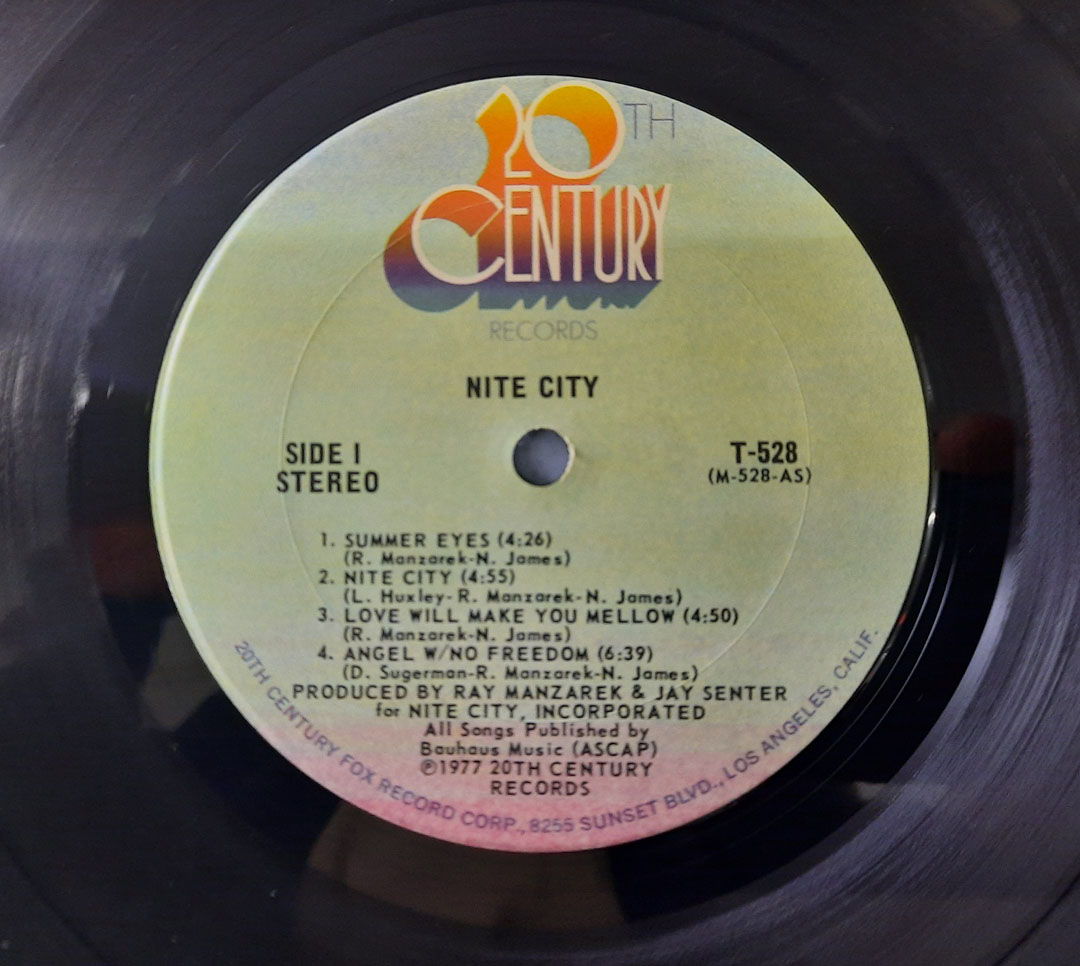 20TH
CENTURY
RECORDS
NITE CITY
SIDE 1
STEREO
T-528
(M-528-AS)
1. SUMMER EYES (4:26)
(R. Manzarek-N. James)
2. NITE CITY (4:55)
(L. Huxley-R. Manzarek-N. James)
3. LOVE WILL MAKE YOU MELLOW (4:50)
(R. Manzarek-N. James)
4. ANGEL W/NO FREEDOM (6:39)
(D. Sugerman-R. Manzarek-N. James)
PRODUCED BY RAY MANZAREK & JAY SENTER
for NITE CITY, INCORPORATED
All Songs Published by
Bauhaus Music (ASCAP)
℗1977 20TH CENTURY
RECORDS
20TH CENTURY FOX RECORD CORP., 8255 SUNSET BLVD., LOS ANGELES, CALIF.